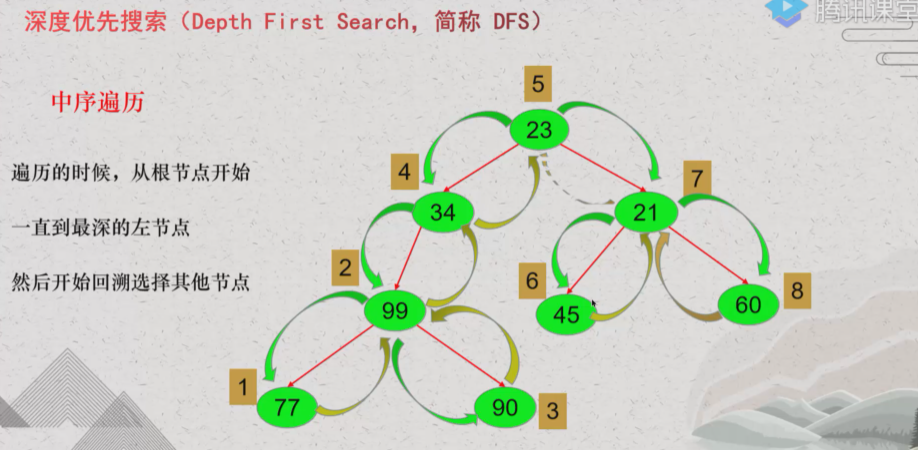 深度优先搜索（Depth First Search，简称 DFS）
腾讯课堂
中序遍历
遍历的时候，从根节点开始
一直到最深的左节点
然后开始回溯选择其他节点
5
23
4
34
7
21
2
99
6
45
60
8
1
77
90
3